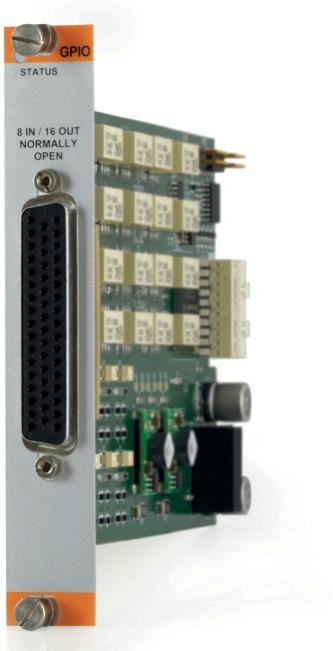 GPIO
STATUS
8 IN / 16 OUT
NORMALLY
OPEN